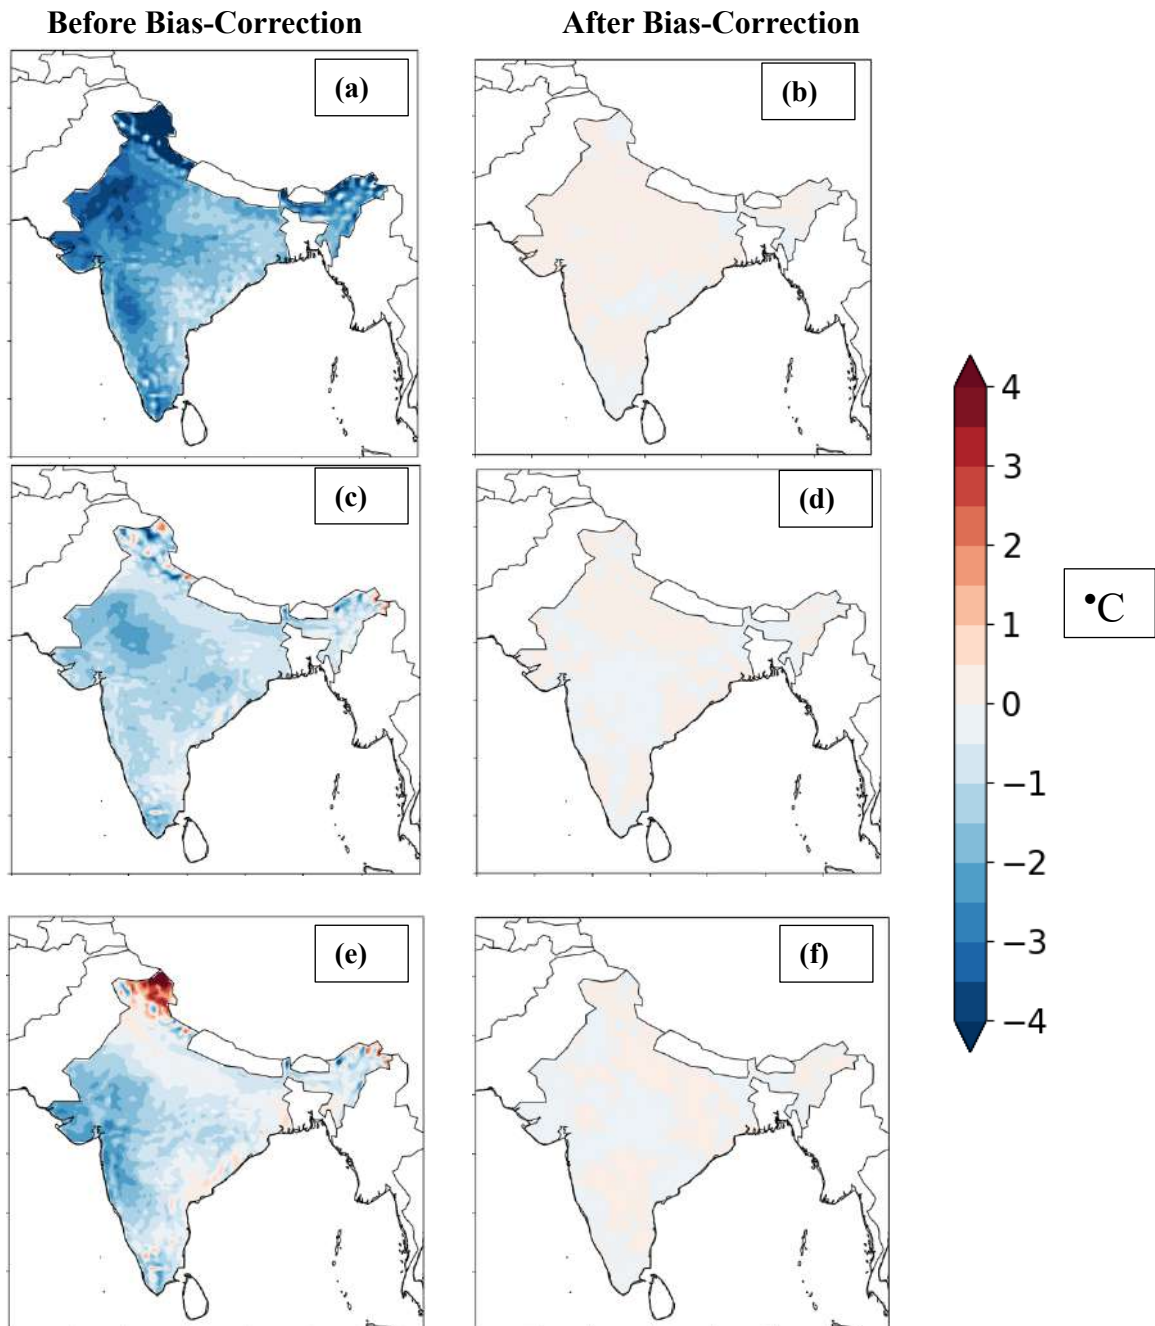 Before Bias-Correction
After Bias-Correction
(a)
(b)
(c)
(d)
(e)
(f)
4
3
2
1
0
−1
−2
−3
−4
•C